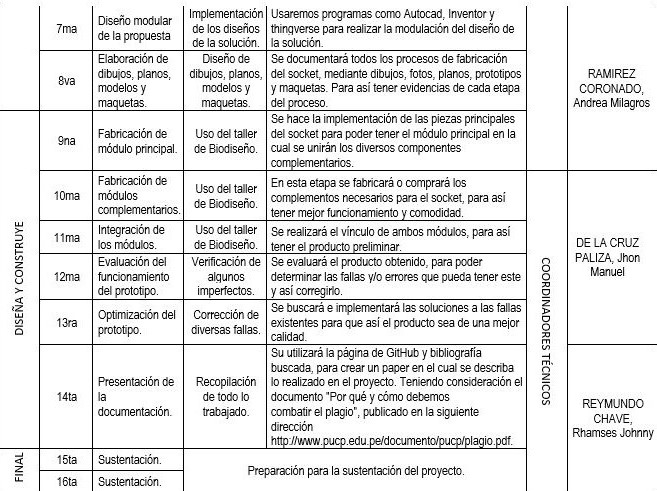 7ma
Diseño modular
de la propuesta
Implementación
de los diseños
de la solución.
Usaremos programas como Autocad, Inventor y
thinqverse para realizar la modulación del diseño de
la solución.
8va
Elaboración de
dibujos, planos,
modelos y
maquetas.
Diseño de
dibujos, planos,
modelos y
maquetas.
Se documentará todos los procesos de fabricación
del socket, mediante dibujos, fotos, planos, prototipos
y maquetas. Para así tener evidencias de cada etapa
del proceso.
RAMIREZ
CORONADO,
Andrea Milagros
DISEÑA Y CONSTRUYE
9na
Fabricación de
módulo principal.
Uso del taller
de Biodiseño.
Se hace la implementación de las piezas principales
del socket para poder tener el módulo principal en la
cual se unirán los diversos componentes
complementarios.
10ma
Fabricación de
módulos
complementarios.
Uso del taller
de Biodiseño.
En esta etapa se fabricará o comprará los
complementos necesarios para el socket, para así
tener mejor funcionamiento y comodidad.
COORDINADORES TÉCNICOS
DE LA CRUZ
PALIZA, Jhon
Manuel
11ma
Integración de
los módulos.
Uso del taller
de Biodiseño.
Se realizará el vínculo de ambos módulos, para así
tener el producto preliminar.
12ma
Evaluación del
funcionamiento
del prototipo.
Verificación de
algunos
imperfectos.
Se evaluará el producto obtenido, para poder
determinar las fallas y/o errores que pueda tener este
y así corregirlo.
13ra
Optimización del
prototipo.
Corrección de
diversas fallas.
Se buscará e implementará las soluciones a las fallas
existentes para que así el producto sea de una mejor
calidad.
14ta
Presentación de
la
documentación.
Recopilación
de todo lo
trabajado.
Su utilizará la página de GitHub y bibliografía
buscada, para crear un paper en el cual se describa
lo realizado en el proyecto. Teniendo consideración el
documento "Por qué y cómo debemos
combatir el plagio", publicado en la siguiente
dirección
http://www.pucp.edu.pe/documento/pucp/plagio.pdf.
REYMUNDO
CHAVE,
Rhamses Johnny
FINAL
15ta
Sustentación.
Preparación para la sustentación del proyecto.
16ta
Sustentación.